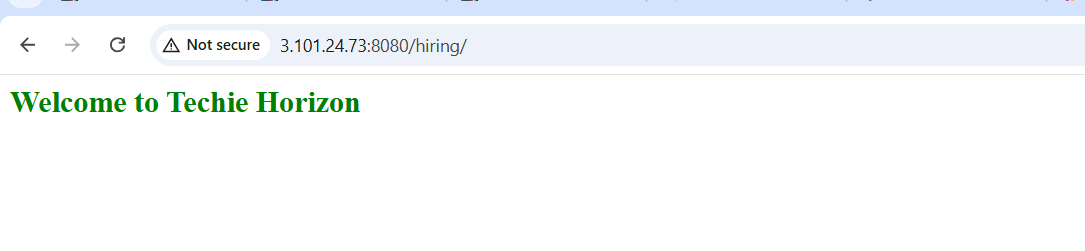 Not secure 3.101.24.73:8080/hiring/
Welcome to Techie Horizon